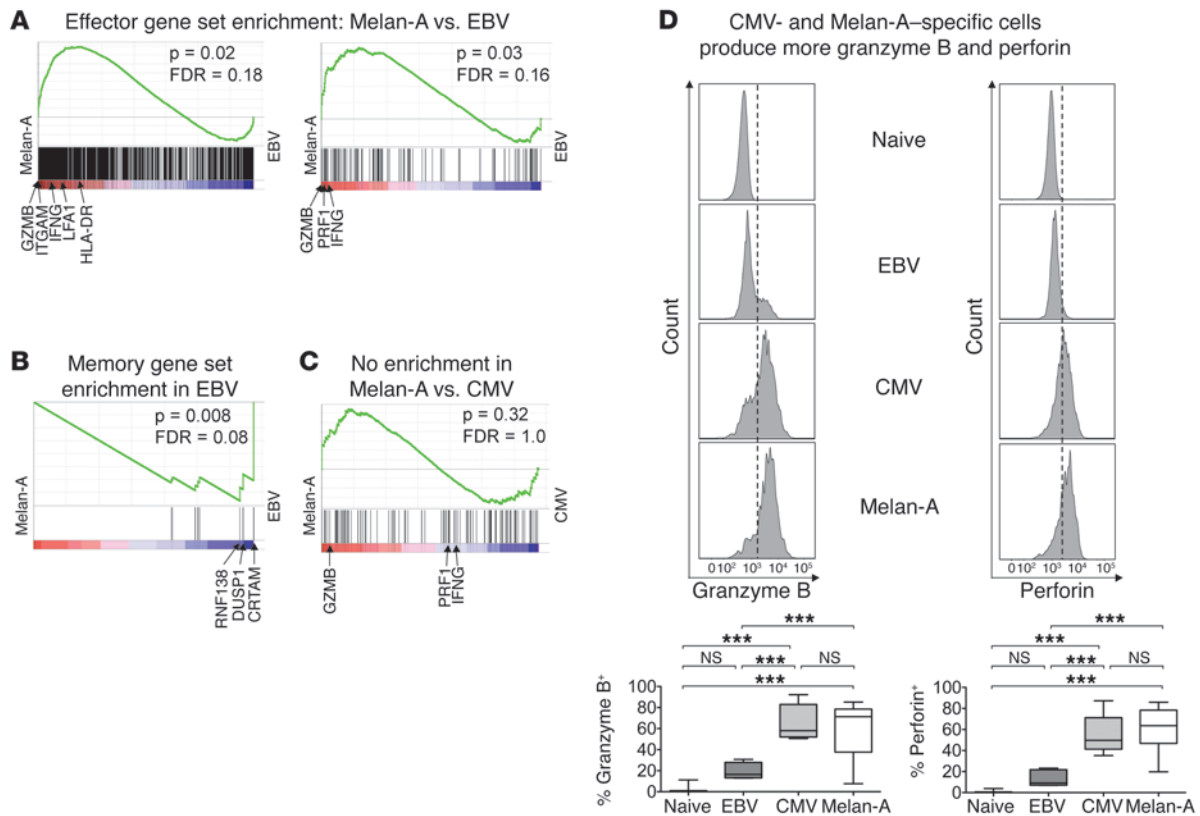 A
Effector gene set enrichment: Melan-A vs. EBV
p = 0.02
FDR = 0.18
Melan-A
EBV
GZMB
ITGAM
IFNG
LFA1
HLA-DR
p = 0.03
FDR = 0.16
Melan-A
EBV
GZMB
PRF1
IFNG
B
Memory gene set
enrichment in EBV
p = 0.008
FDR = 0.08
Melan-A
EBV
RNF138
DUSP1
CRTAM
C
No enrichment in
Melan-A vs. CMV
p = 0.32
FDR = 1.0
Melan-A
CMV
GZMB
PRF1
IFNG
D
CMV- and Melan-A–specific cells
produce more granzyme B and perforin
Naive
EBV
CMV
Melan-A
Count
0 10² 10³ 10⁴ 10⁵
Granzyme B
Count
0 10² 10³ 10⁴ 10⁵
Perforin
***
***
NS *** NS
***
% Granzyme B⁺
100
80
60
40
20
0
Naive EBV CMV Melan-A
***
***
NS *** NS
***
% Perforin⁺
100
80
60
40
20
0
Naive EBV CMV Melan-A